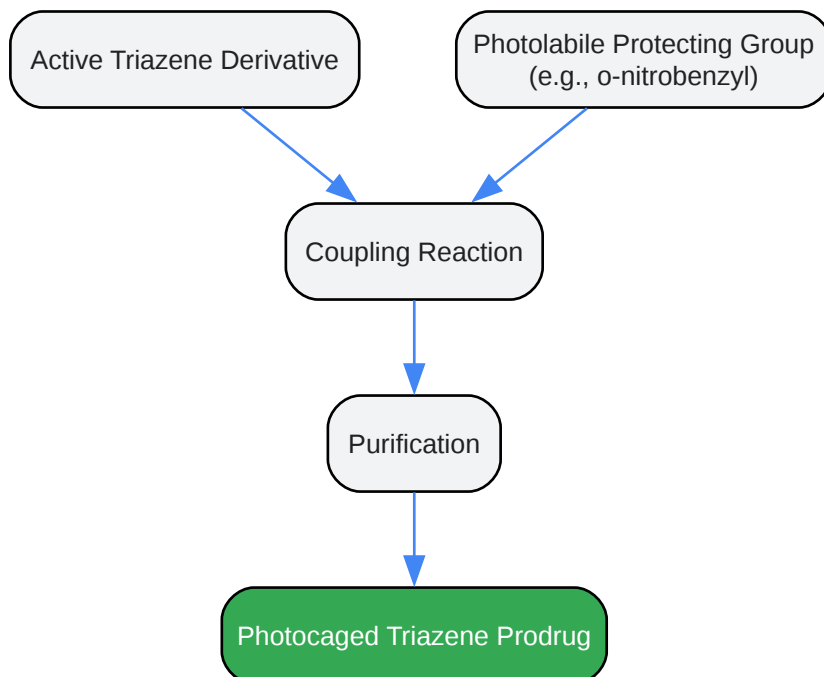 Active Triazene Derivative
Photolabile Protecting Group
(e.g., o-nitrobenzyl)
Coupling Reaction
Purification
Photocaged Triazene Prodrug